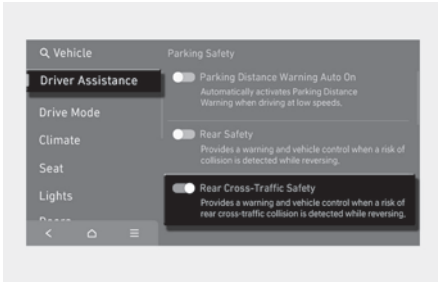 Vehicle
Parking Safety
Driver Assistance
Parking Distance Warning Auto On
Automatically activates Parking Distance
Warning when driving at low speeds.
Drive Mode
Climate
Rear Safety
Provides a warning and vehicle control when a risk of
collision is detected while reversing.
Seat
Lights
Rear Cross-Traffic Safety
Provides a warning and vehicle control when a risk of
rear cross-traffic collision is detected while reversing.